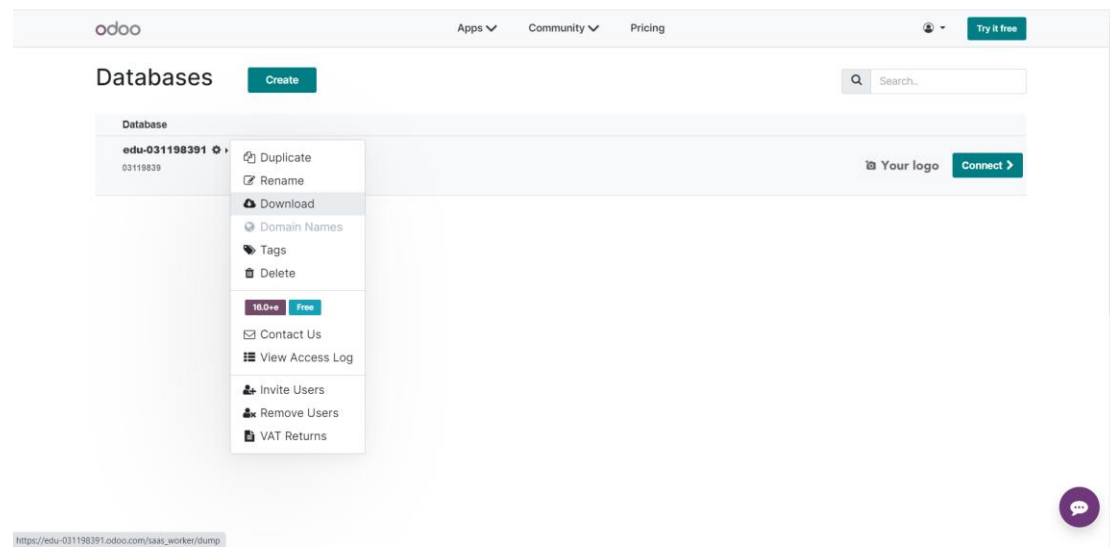 odoo
Apps
Community
Pricing
Try it free
Databases
Create
Search...
Database
edu-031198391
03119839
Your logo
Connect
Duplicate
Rename
Download
Domain Names
Tags
Delete
16.0+e
Free
Contact Us
View Access Log
Invite Users
Remove Users
VAT Returns
https://edu-031198391.odoo.com/saas_worker/dump